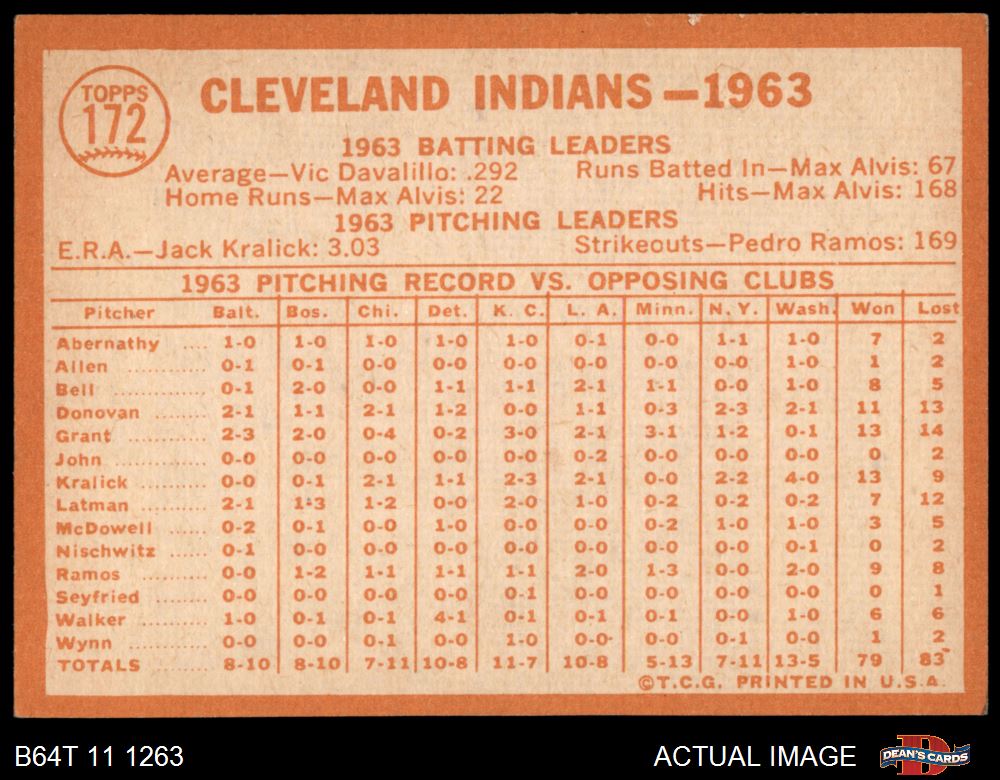 TOPPS
172
CLEVELAND INDIANS—1963
1963 BATTING LEADERS
Average—Vic Davalillo: .292 Runs Batted In—Max Alvis: 67
Home Runs—Max Alvis: 22 Hits—Max Alvis: 168
1963 PITCHING LEADERS
E.R.A.—Jack Kralick: 3.03 Strikeouts—Pedro Ramos: 169
1963 PITCHING RECORD VS. OPPOSING CLUBS
Pitcher Balt. Bos. Chi. Det. K. C. L. A. Minn. N. Y. Wash. Won Lost
Abernathy .... 1-0 1-0 1-0 1-0 1-0 0-1 0-0 1-1 1-0 7 2
Allen ............ 0-1 0-1 0-0 0-0 0-0 0-0 0-0 0-0 0-0 1 2
Bell .............. 0-1 2-0 0-0 1-1 1-1 2-1 1-1 0-0 1-0 8 5
Donovan ...... 2-1 1-1 2-1 1-2 0-0 1-1 0-3 2-3 2-1 11 13
Grant ............ 2-3 2-0 0-4 0-2 3-0 2-1 3-1 1-2 0-1 13 14
John .............. 0-0 0-0 0-0 0-0 0-0 0-2 0-0 0-0 0-0 0 2
Kralick .......... 0-0 0-1 2-1 1-1 2-3 2-1 0-0 2-2 4-0 13 9
Latman .......... 2-1 1-3 1-2 0-0 2-0 1-0 0-2 0-2 0-2 7 12
McDowell ...... 0-2 0-1 0-0 1-0 0-0 0-0 0-2 1-0 1-0 3 5
Nischwitz ...... 0-1 0-0 0-0 0-0 0-0 0-0 0-0 0-0 0-1 0 2
Ramos .......... 0-0 1-2 1-1 1-1 1-1 2-0 1-3 0-0 2-0 9 8
Seyfried ........ 0-0 0-0 0-0 0-0 0-1 0-0 0-0 0-0 0-0 0 1
Walker .......... 1-0 0-1 0-1 4-1 0-1 0-1 0-1 0-0 1-0 6 6
Wynn ............ 0-0 0-0 0-1 0-0 1-0 0-0 0-0 0-1 0-0 1 2
TOTALS ...... 8-10 8-10 7-11 10-8 11-7 10-8 5-13 7-11 13-5 79 83
©T.C.G. PRINTED IN U.S.A.
B64T 11 1263 ACTUAL IMAGE DEAN'S CARDS